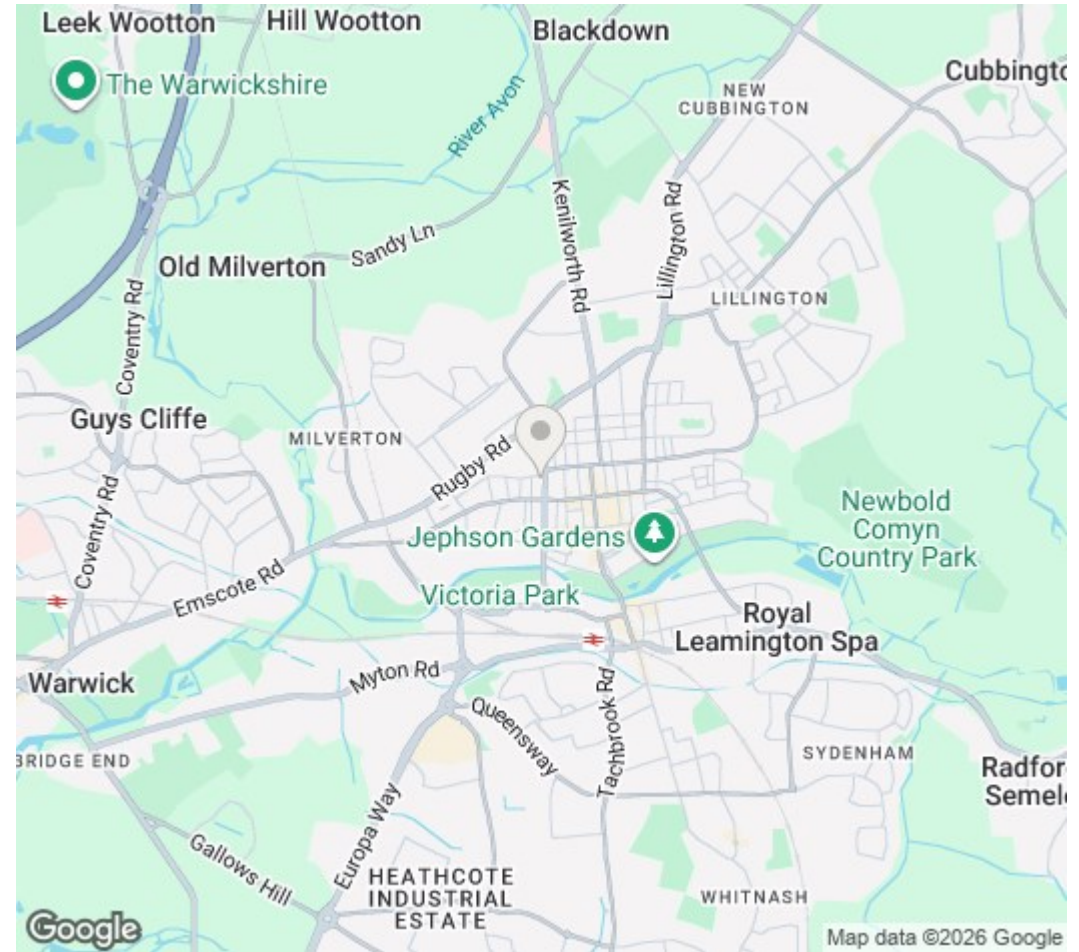 Leek Wootton
Hill Wootton
Blackdown
The Warwickshire
Cubbingto
NEW
CUBBINGTON
River Avon
Kenilworth Rd
Lillington Rd
Sandy Ln
Old Milverton
Coventry Rd
LILLINGTON
Guys Cliffe
MILVERTON
Rugby Rd
Coventry Rd
Newbold
Comyn
Country Park
Jephson Gardens
Emscote Rd
Victoria Park
Royal
Leamington Spa
Warwick
Myton Rd
Queensway
Tachbrook Rd
BRIDGE END
SYDENHAM
Radfor
Semele
Europa Way
Gallows Hill
HEATHCOTE
INDUSTRIAL
ESTATE
WHITNASH
Google
Map data ©2026 Google